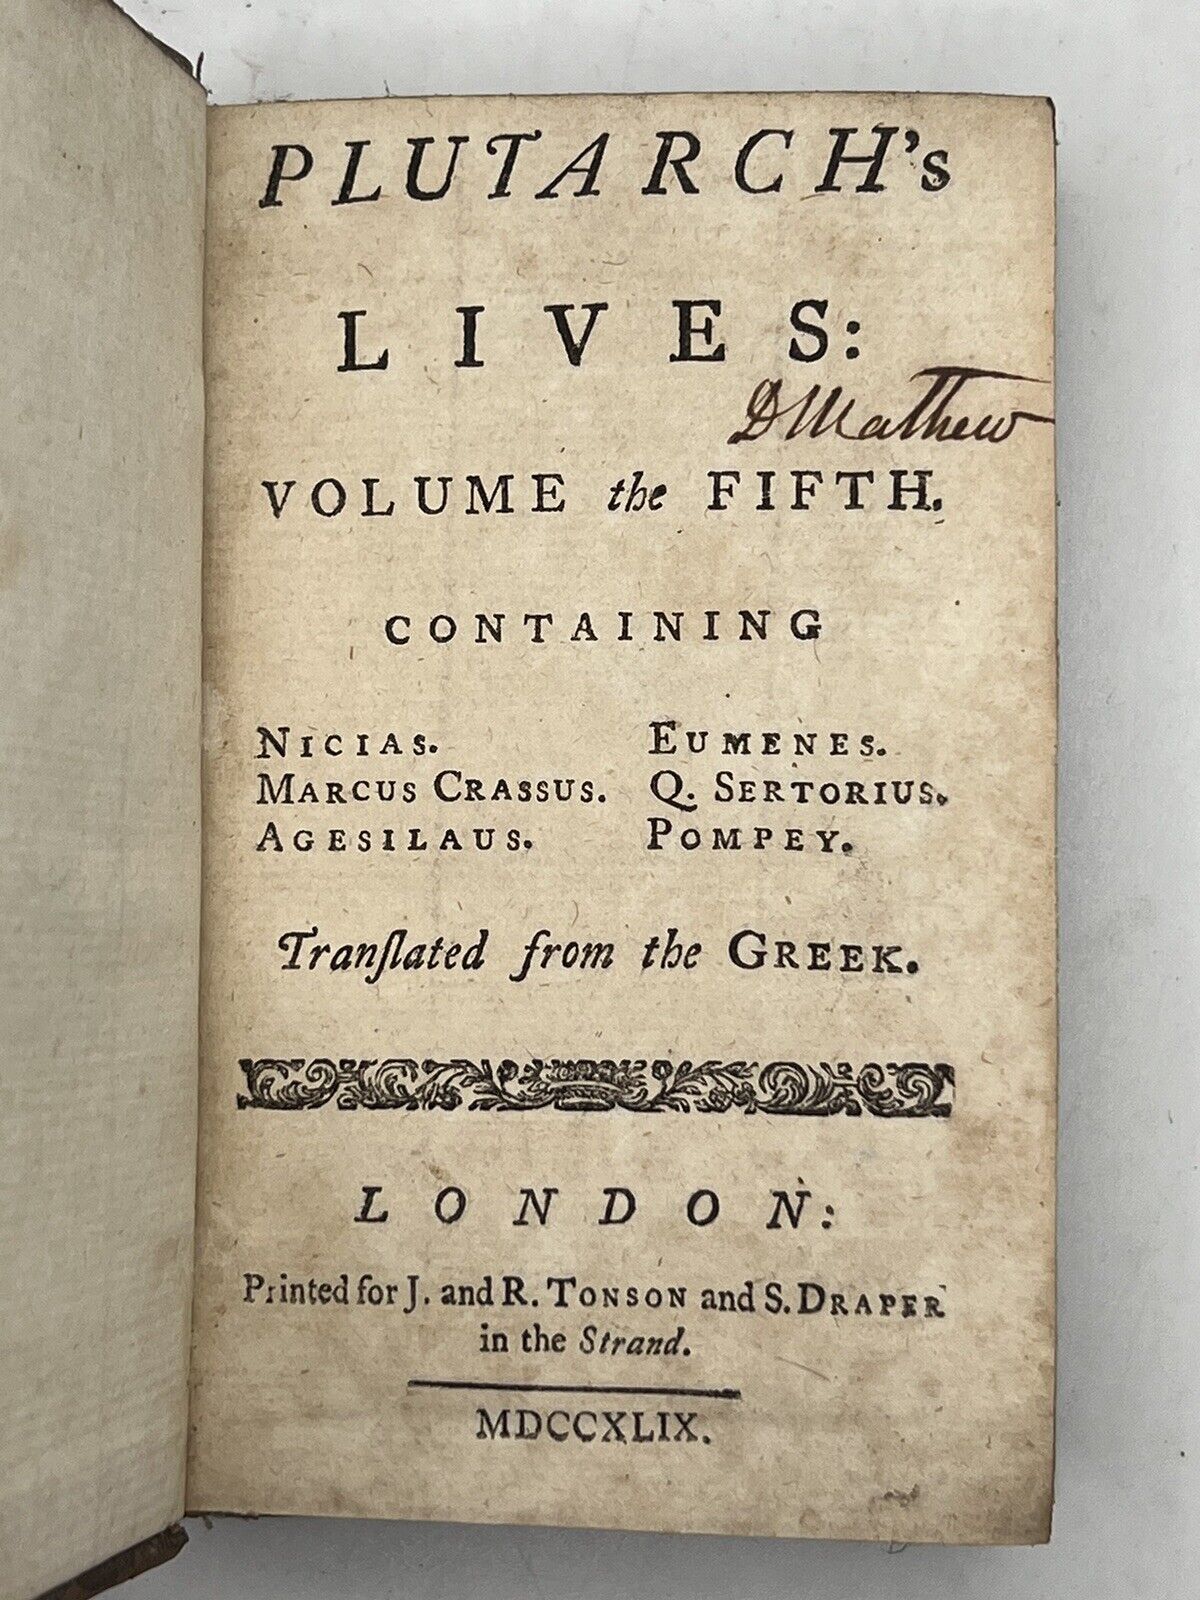 PLUTARCH's
LIVES:
D Mathew
VOLUME the FIFTH.
CONTAINING
NICIAS. EUMENES.
MARCUS CRASSUS. Q. SERTORIUS.
AGESILAUS. POMPEY.
Tranſlated from the GREEK.
LONDON:
Printed for J. and R. TONSON and S. DRAPER
in the Strand.
MDCCXLIX.